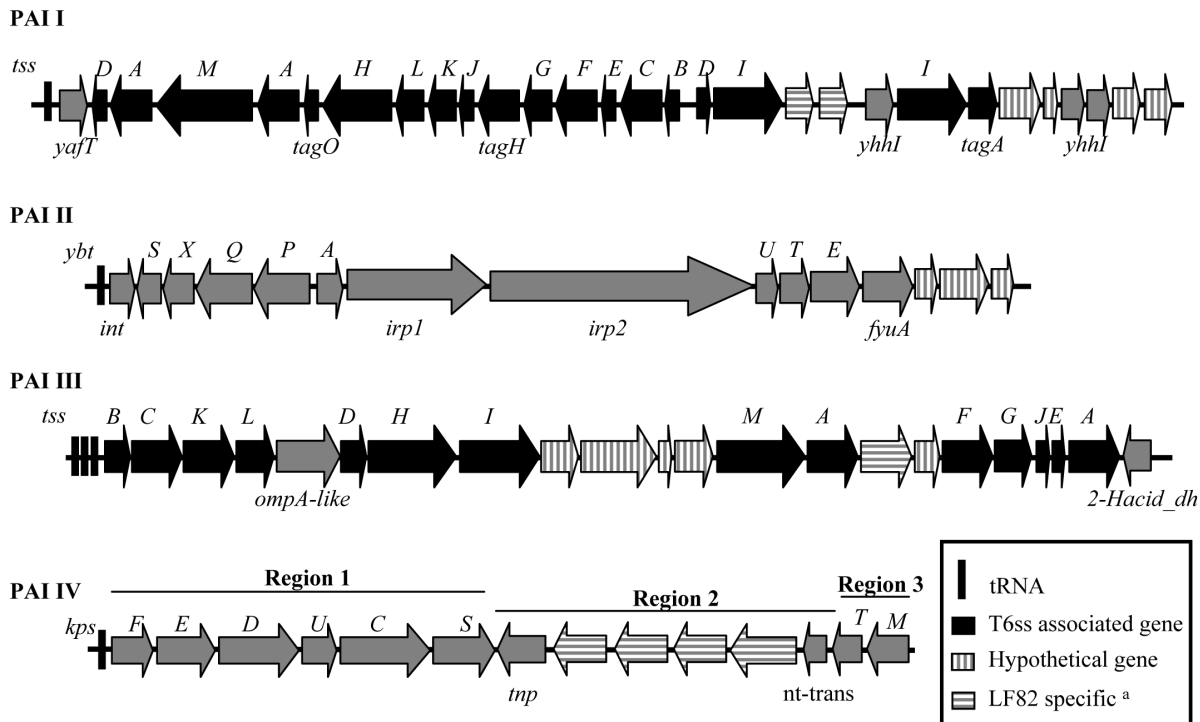 PAI I
tss D A M A H L K J G F E C B D I I
yafT tagO tagH yhhI tagA yhhI
PAI II
ybt S X Q P A U T E
int irp1 irp2 fyuA
PAI III
tss B C K L D H I M A F G J E A
ompA-like 2-Hacid_dh
PAI IV
Region 1 Region 2 Region 3
kps F E D U C S T M
tnp nt-trans
tRNA
T6ss associated gene
Hypothetical gene
LF82 specific a